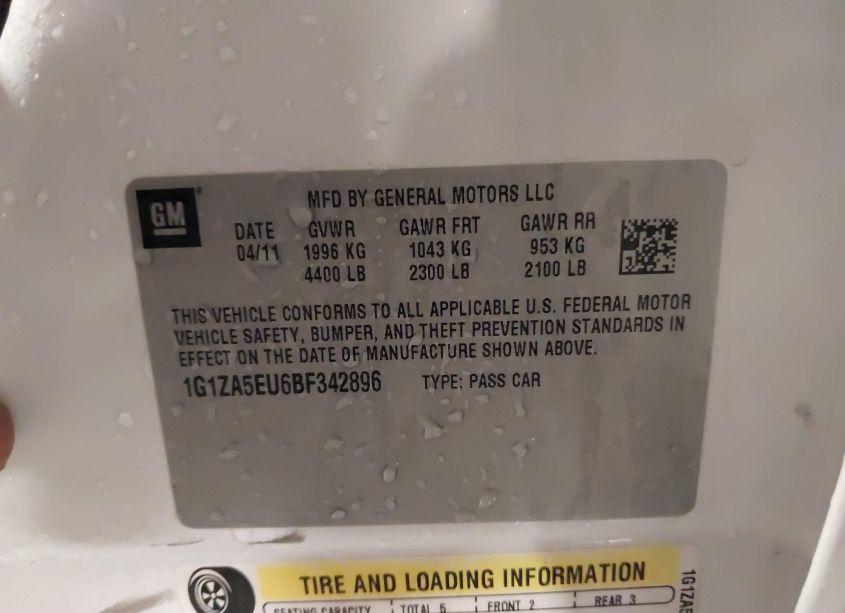 GM
MFD BY GENERAL MOTORS LLC
DATE GVWR GAWR FRT GAWR RR
04/11 1996 KG 1043 KG 953 KG
4400 LB 2300 LB 2100 LB
THIS VEHICLE CONFORMS TO ALL APPLICABLE U.S. FEDERAL MOTOR
VEHICLE SAFETY, BUMPER, AND THEFT PREVENTION STANDARDS IN
EFFECT ON THE DATE OF MANUFACTURE SHOWN ABOVE.
1G1ZA5EU6BF342896 TYPE: PASS CAR
TIRE AND LOADING INFORMATION
SEATING CAPACITY TOTAL 5 FRONT 2 REAR 3
1G1ZA5